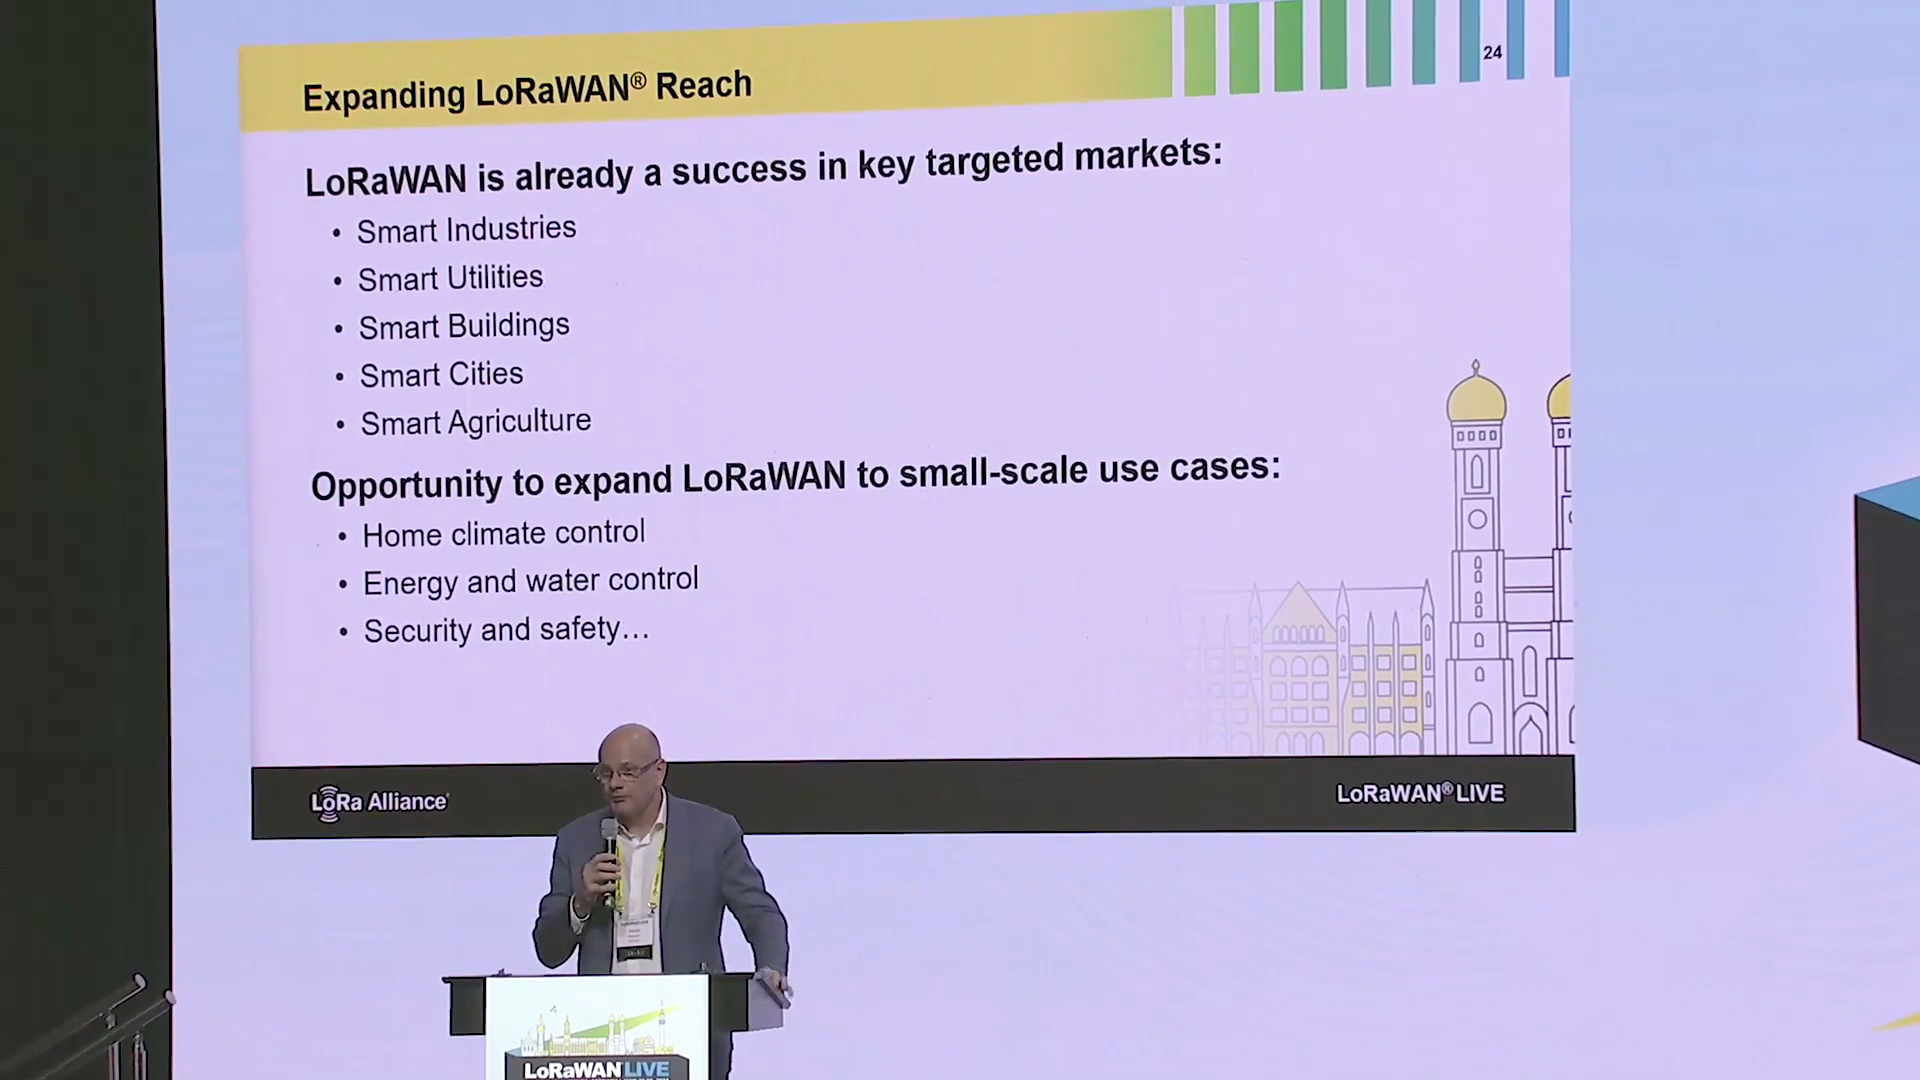 24
Expanding LoRaWAN® Reach
LoRaWAN is already a success in key targeted markets:
• Smart Industries
• Smart Utilities
• Smart Buildings
• Smart Cities
• Smart Agriculture
Opportunity to expand LoRaWAN to small-scale use cases:
• Home climate control
• Energy and water control
• Security and safety…
LoRa Alliance
LoRaWAN® LIVE
LoRaWAN LIVE